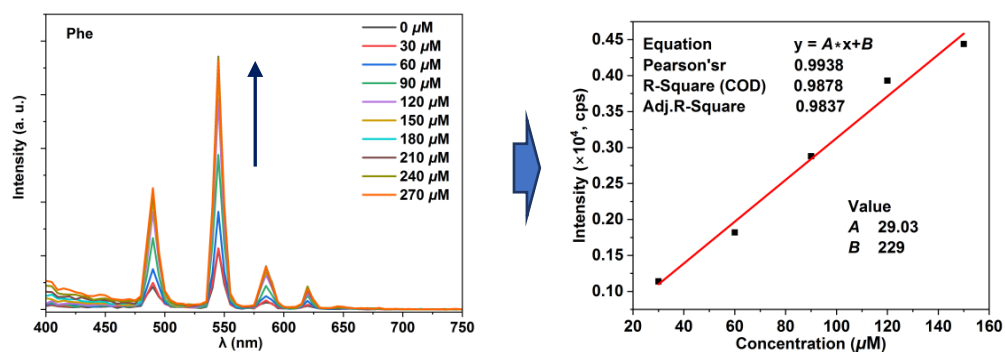 Phe
0 µM
30 µM
60 µM
90 µM
120 µM
150 µM
180 µM
210 µM
240 µM
270 µM
Intensity (a. u.)
400 450 500 550 600 650 700 750
λ (nm)
Equation y = A*x+B
Pearson'sr 0.9938
R-Square (COD) 0.9878
Adj.R-Square 0.9837
Value
A 29.03
B 229
Intensity (×10⁴, cps)
0.45
0.40
0.35
0.30
0.25
0.20
0.15
0.10
20 40 60 80 100 120 140 160
Concentration (µM)